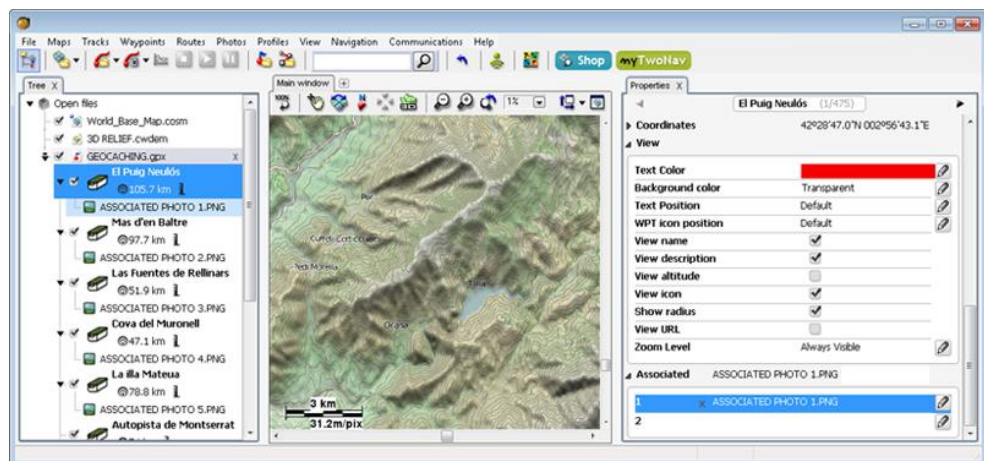 File Maps Tracks Waypoints Routes Photos Profiles View Navigation Communications Help
Shop
myTwoNav
Tree X
Open files
World_Base_Map.cosm
3D RELIEF.cwdem
GEOCACHING.gpx X
El Puig Neulós
105.7 km
ASSOCIATED PHOTO 1.PNG
Mas d'en Baltre
97.7 km
ASSOCIATED PHOTO 2.PNG
Las Fuentes de Rellinars
51.9 km
ASSOCIATED PHOTO 3.PNG
Cova del Muronell
47.1 km
ASSOCIATED PHOTO 4.PNG
La illa Mateua
78.8 km
ASSOCIATED PHOTO 5.PNG
Autopista de Montserrat
Main window
100%
1%
3 km
31.2m/pix
Properties X
El Puig Neulós (1/475)
Coordinates 42º28'47.0"N 002º56'43.1"E
View
Text Color
Background color Transparent
Text Position Default
WPT icon position Default
View name
View description
View altitude
View icon
Show radius
View URL
Zoom Level Always Visible
Associated ASSOCIATED PHOTO 1.PNG
1 x ASSOCIATED PHOTO 1.PNG
2